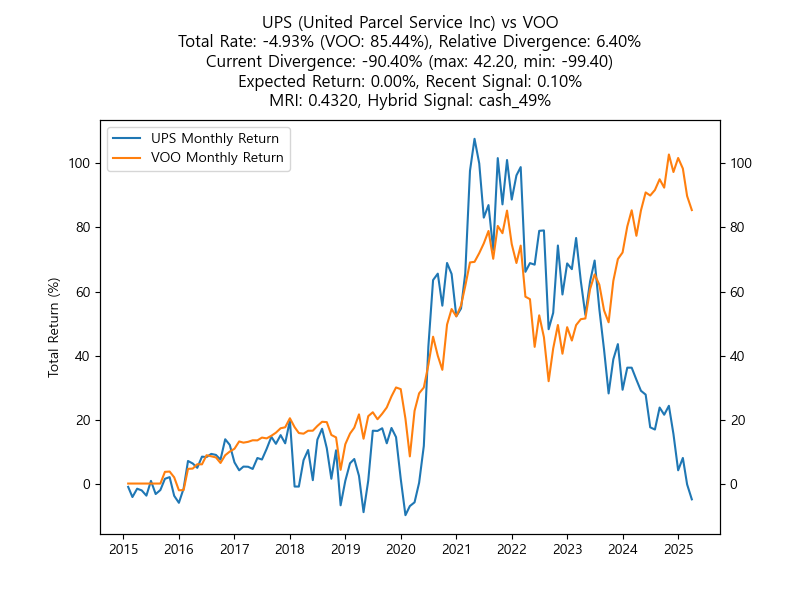 UPS (United Parcel Service Inc) vs VOO
Total Rate: -4.93% (VOO: 85.44%), Relative Divergence: 6.40%
Current Divergence: -90.40% (max: 42.20, min: -99.40)
Expected Return: 0.00%, Recent Signal: 0.10%
MRI: 0.4320, Hybrid Signal: cash_49%
UPS Monthly Return
VOO Monthly Return
Total Return (%)
100
80
60
40
20
0
100
80
60
40
20
0
2015 2016 2017 2018 2019 2020 2021 2022 2023 2024 2025